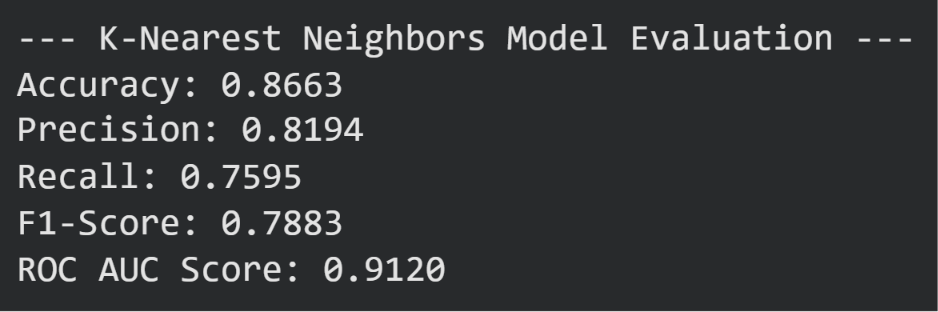 --- K-Nearest Neighbors Model Evaluation ---
Accuracy: 0.8663
Precision: 0.8194
Recall: 0.7595
F1-Score: 0.7883
ROC AUC Score: 0.9120